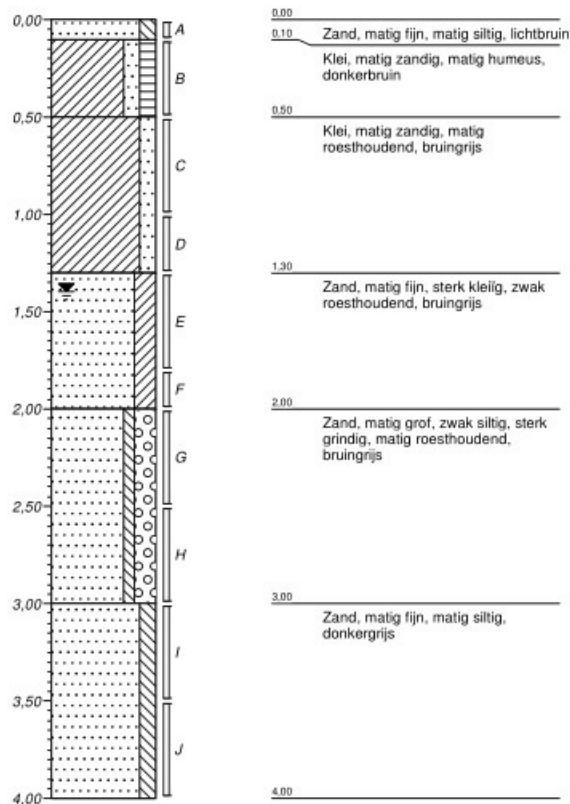 0,00
A
B
0,50
C
1,00
D
E
1,50
F
2,00
G
2,50
H
3,00
I
3,50
J
4,00
0,00
Zand, matig fijn, matig siltig, lichtbruin
0,10
Klei, matig zandig, matig humeus,
donkerbruin
0,50
Klei, matig zandig, matig
roesthoudend, bruingrijs
1,30
Zand, matig fijn, sterk kleiïg, zwak
roesthoudend, bruingrijs
2,00
Zand, matig grof, zwak siltig, sterk
grindig, matig roesthoudend,
bruingrijs
3,00
Zand, matig fijn, matig siltig,
donkergrijs
4,00